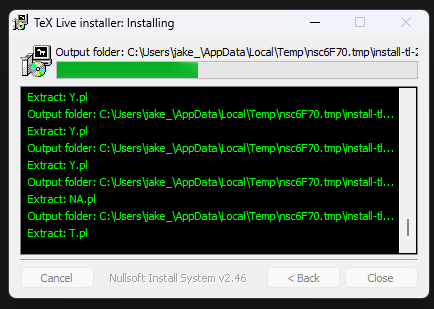 TeX Live installer: Installing
Output folder: C:\Users\jake_\AppData\Local\Temp\nsc6F70.tmp\install-tl-2
Extract: Y.pl
Output folder: C:\Users\jake_\AppData\Local\Temp\nsc6F70.tmp\install-tl...
Extract: Y.pl
Output folder: C:\Users\jake_\AppData\Local\Temp\nsc6F70.tmp\install-tl...
Extract: Y.pl
Output folder: C:\Users\jake_\AppData\Local\Temp\nsc6F70.tmp\install-tl...
Extract: NA.pl
Output folder: C:\Users\jake_\AppData\Local\Temp\nsc6F70.tmp\install-tl...
Extract: T.pl
Cancel Nullsoft Install System v2.46 < Back Close